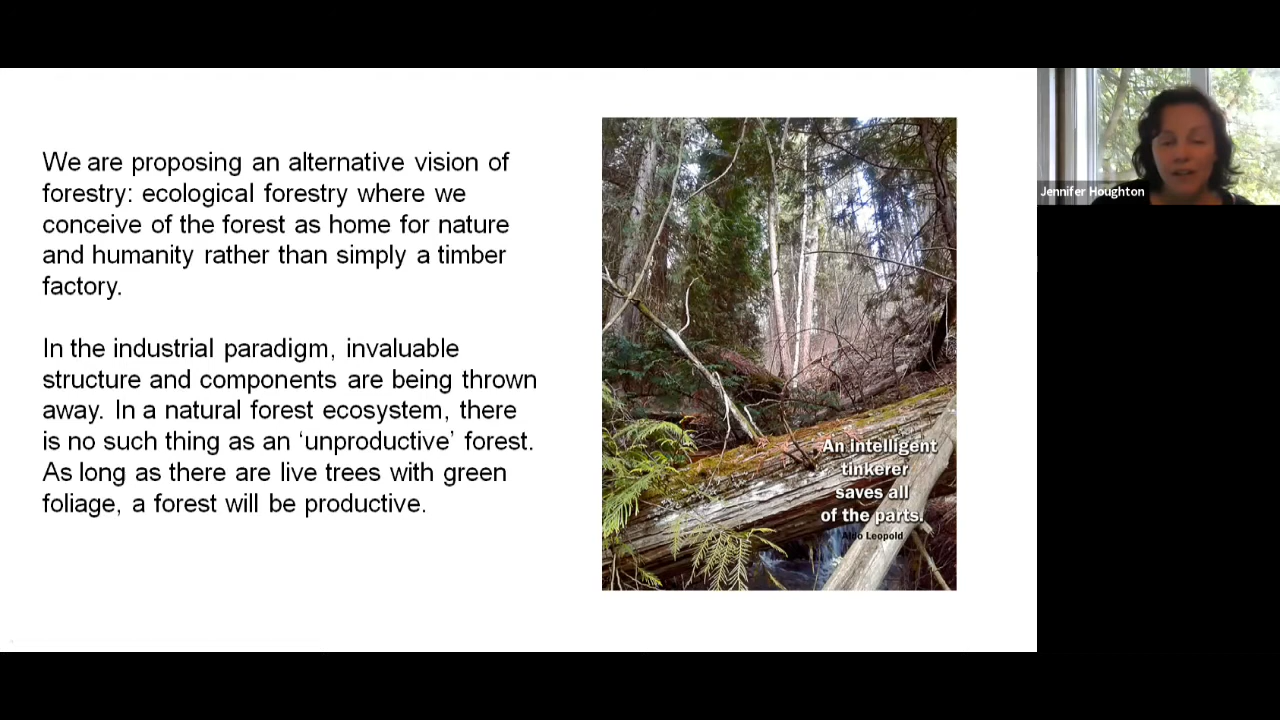 We are proposing an alternative vision of
forestry: ecological forestry where we
conceive of the forest as home for nature
and humanity rather than simply a timber
factory.
In the industrial paradigm, invaluable
structure and components are being thrown
away. In a natural forest ecosystem, there
is no such thing as an ‘unproductive’ forest.
As long as there are live trees with green
foliage, a forest will be productive.
An intelligent
tinkerer
saves all
of the parts.
Aldo Leopold
Jennifer Houghton